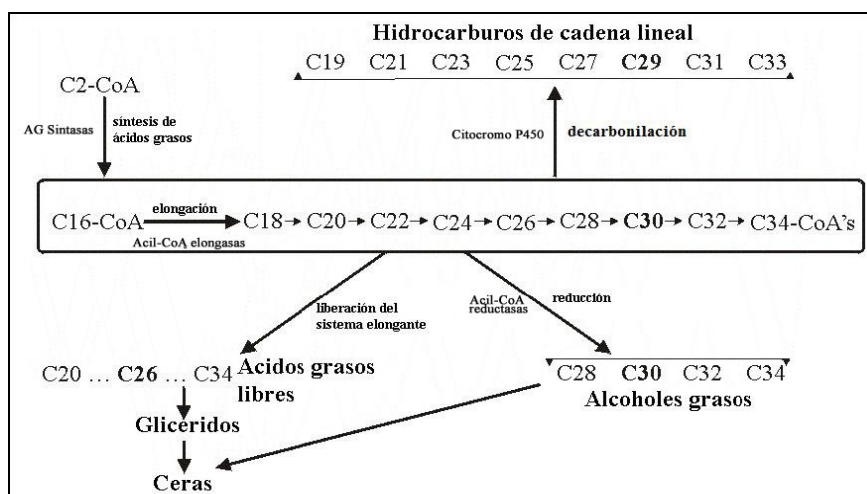 Hidrocarburos de cadena lineal
C19 C21 C23 C25 C27 C29 C31 C33
C2-CoA
AG Sintasas
síntesis de
ácidos grasos
Citocromo P450
decarbonilación
C16-CoA
elongación
Acil-CoA elongasas
C18 → C20 → C22 → C24 → C26 → C28 → C30 → C32 → C34-CoA's
liberación del
sistema elongante
Acil-CoA
reductasas
reducción
C20 ... C26 ... C34
Acidos grasos
libres
C28 C30 C32 C34
Alcoholes grasos
Gliceridos
Ceras